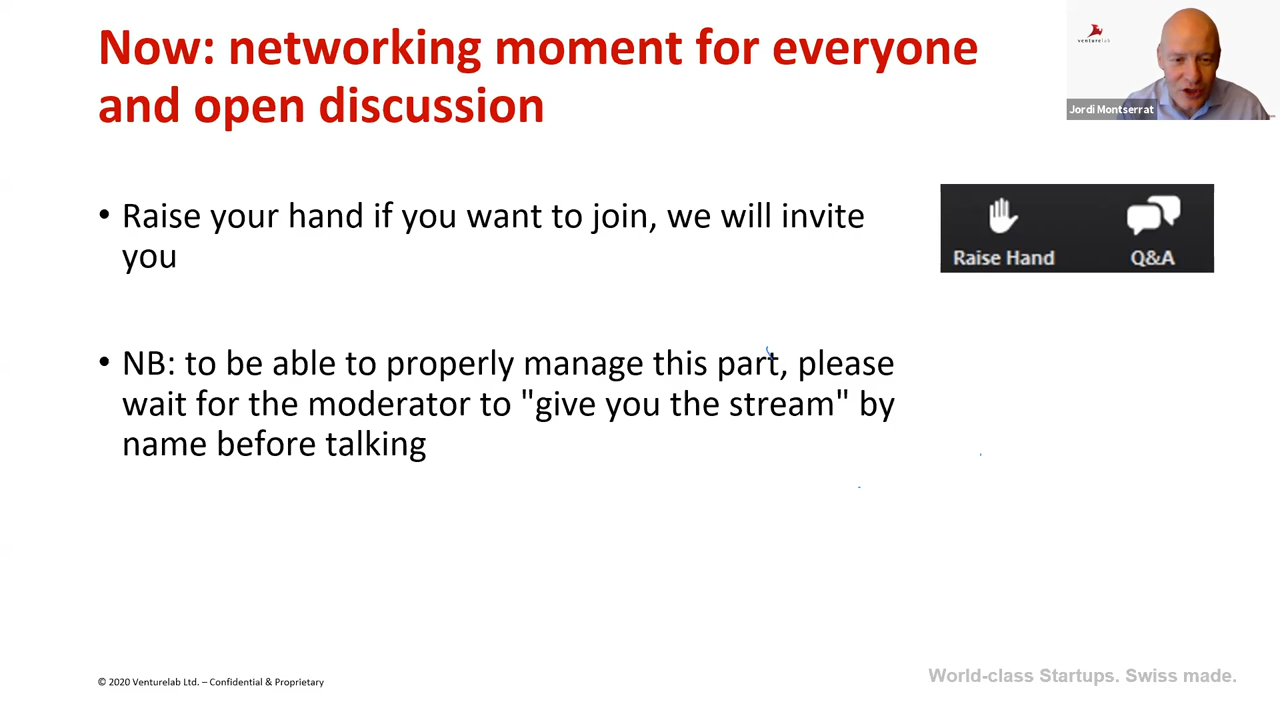 Now: networking moment for everyone
and open discussion
venturelab
Jordi Montserrat
• Raise your hand if you want to join, we will invite
you
Raise Hand
Q&A
• NB: to be able to properly manage this part, please
wait for the moderator to "give you the stream" by
name before talking
© 2020 Venturelab Ltd. – Confidential & Proprietary
World-class Startups. Swiss made.